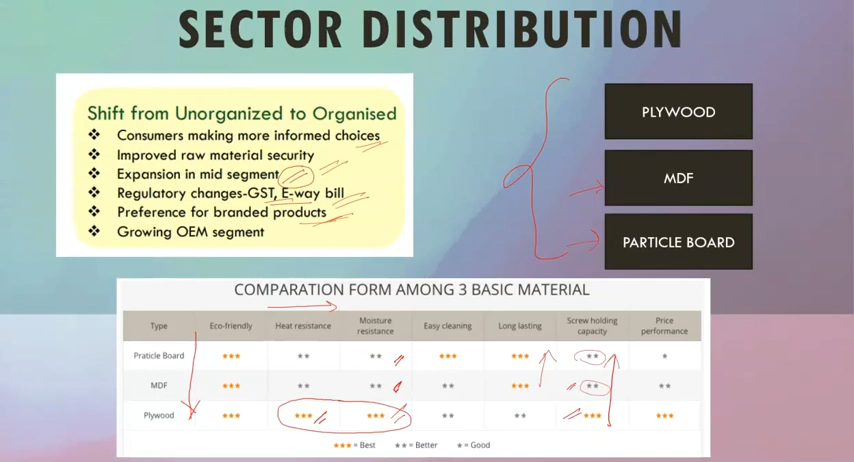 SECTOR DISTRIBUTION
Shift from Unorganized to Organised
❖ Consumers making more informed choices
❖ Improved raw material security
❖ Expansion in mid segment
❖ Regulatory changes-GST, E-way bill
❖ Preference for branded products
❖ Growing OEM segment
PLYWOOD
MDF
PARTICLE BOARD
COMPARATION FORM AMONG 3 BASIC MATERIAL
Type Eco-friendly Heat resistance Moisture resistance Easy cleaning Long lasting Screw holding capacity Price performance
Praticle Board ★★★ ★★ ★★ ★★★ ★★★ ★★ ★
MDF ★★★ ★★ ★★ ★★ ★★★ ★★ ★★
Plywood ★★★ ★★★ ★★★ ★★ ★★ ★★★ ★★★
★★★ = Best ★★ = Better ★ = Good